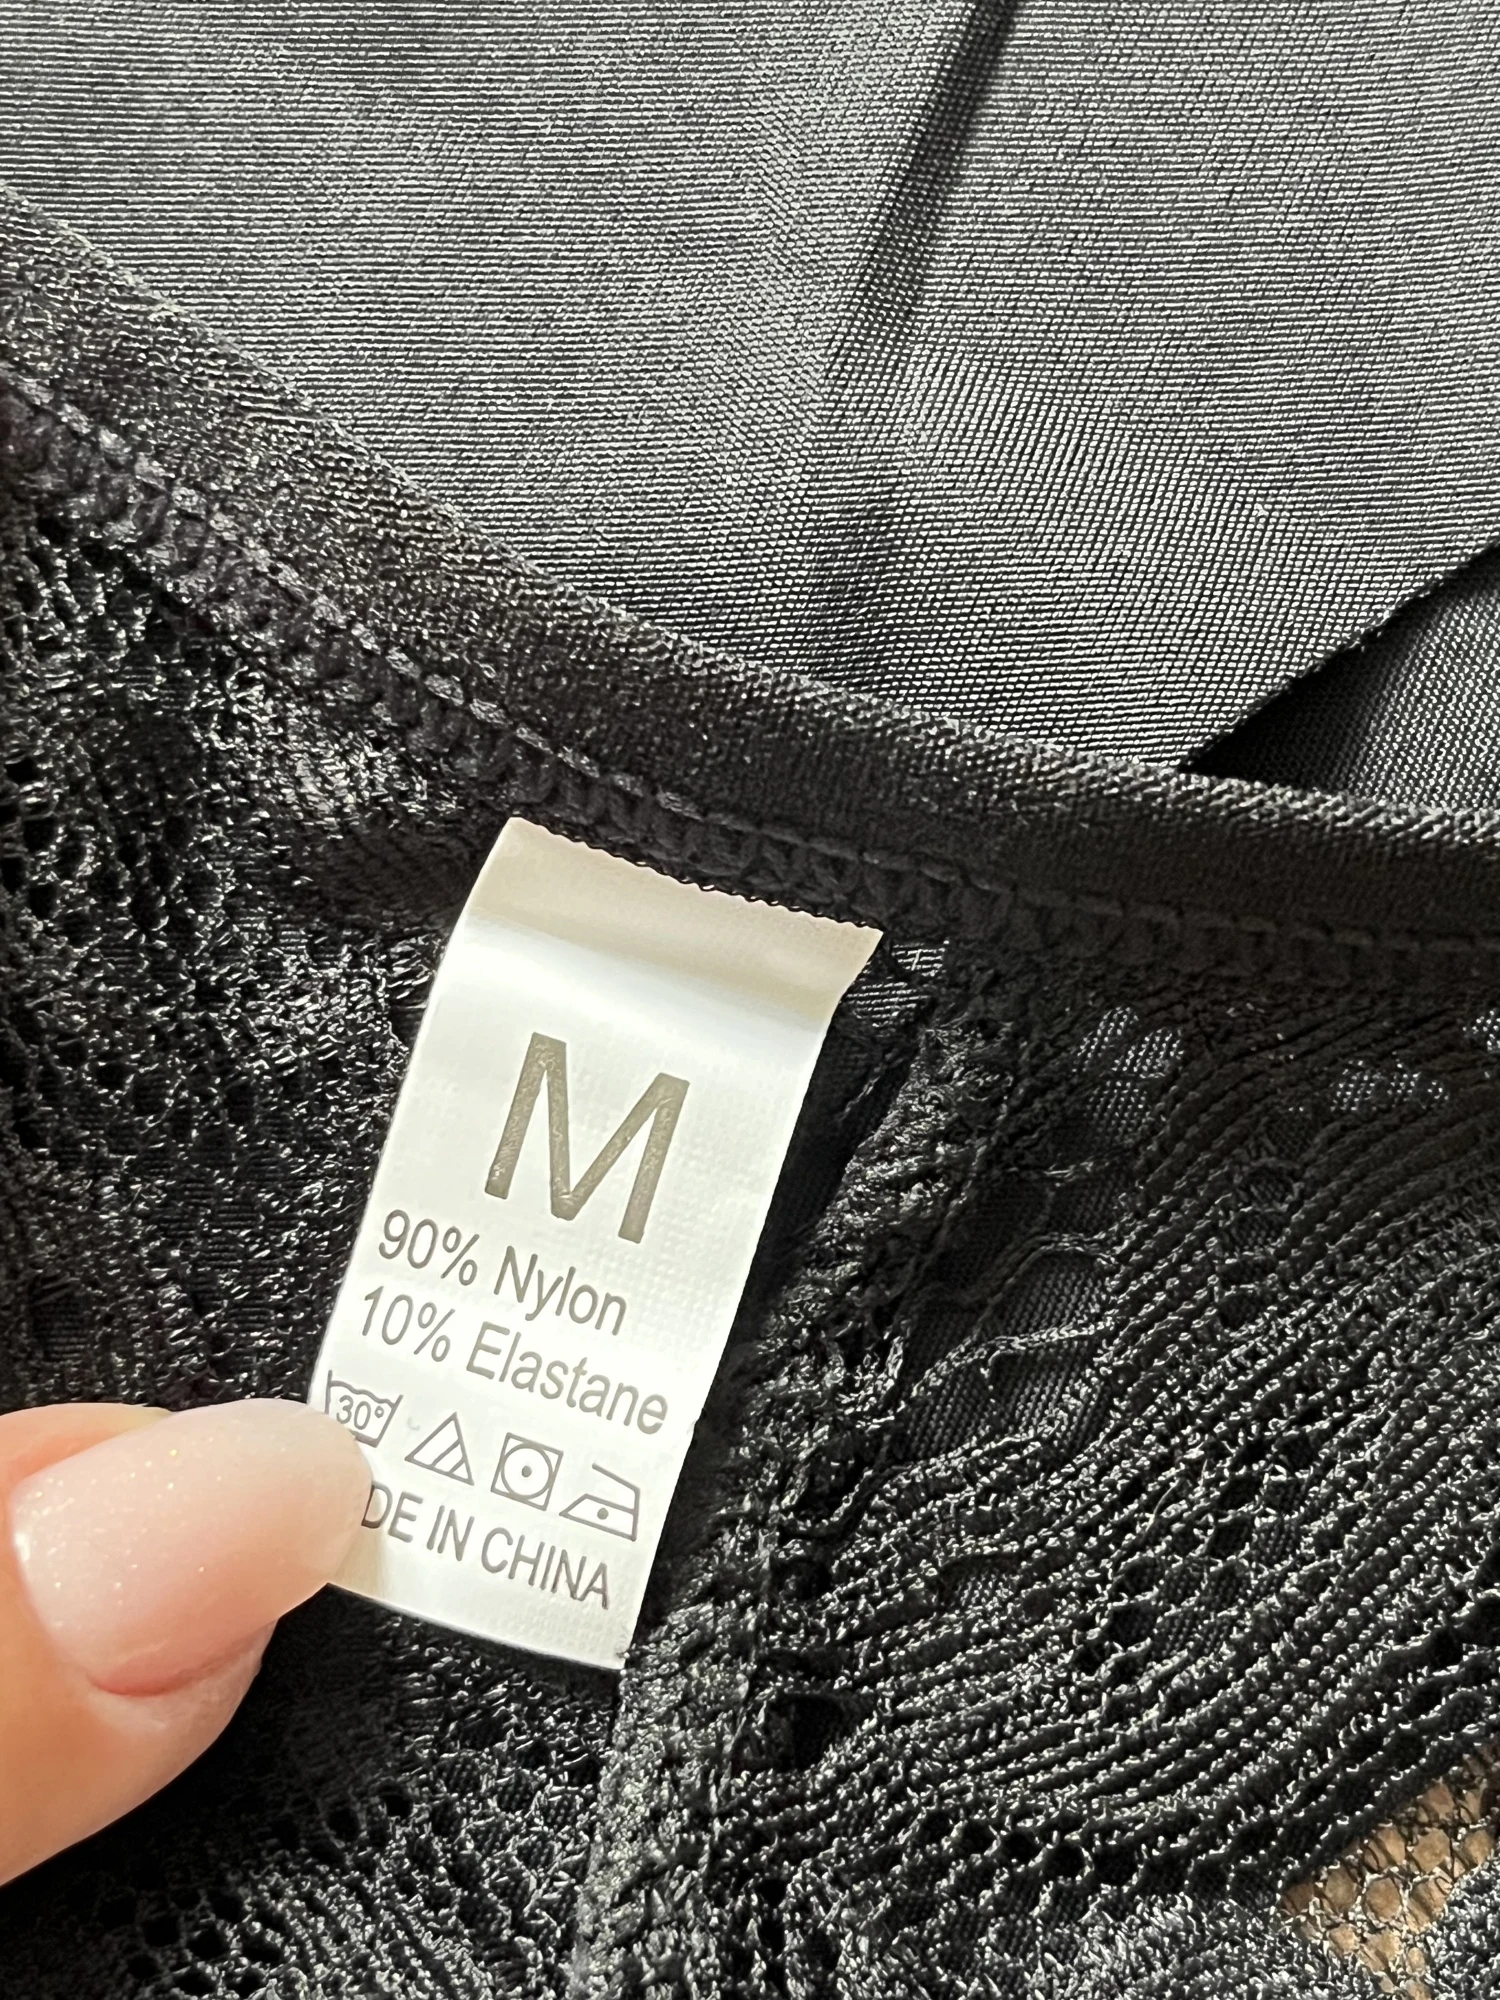 M
90% Nylon
10% Elastane
30°
DE IN CHINA